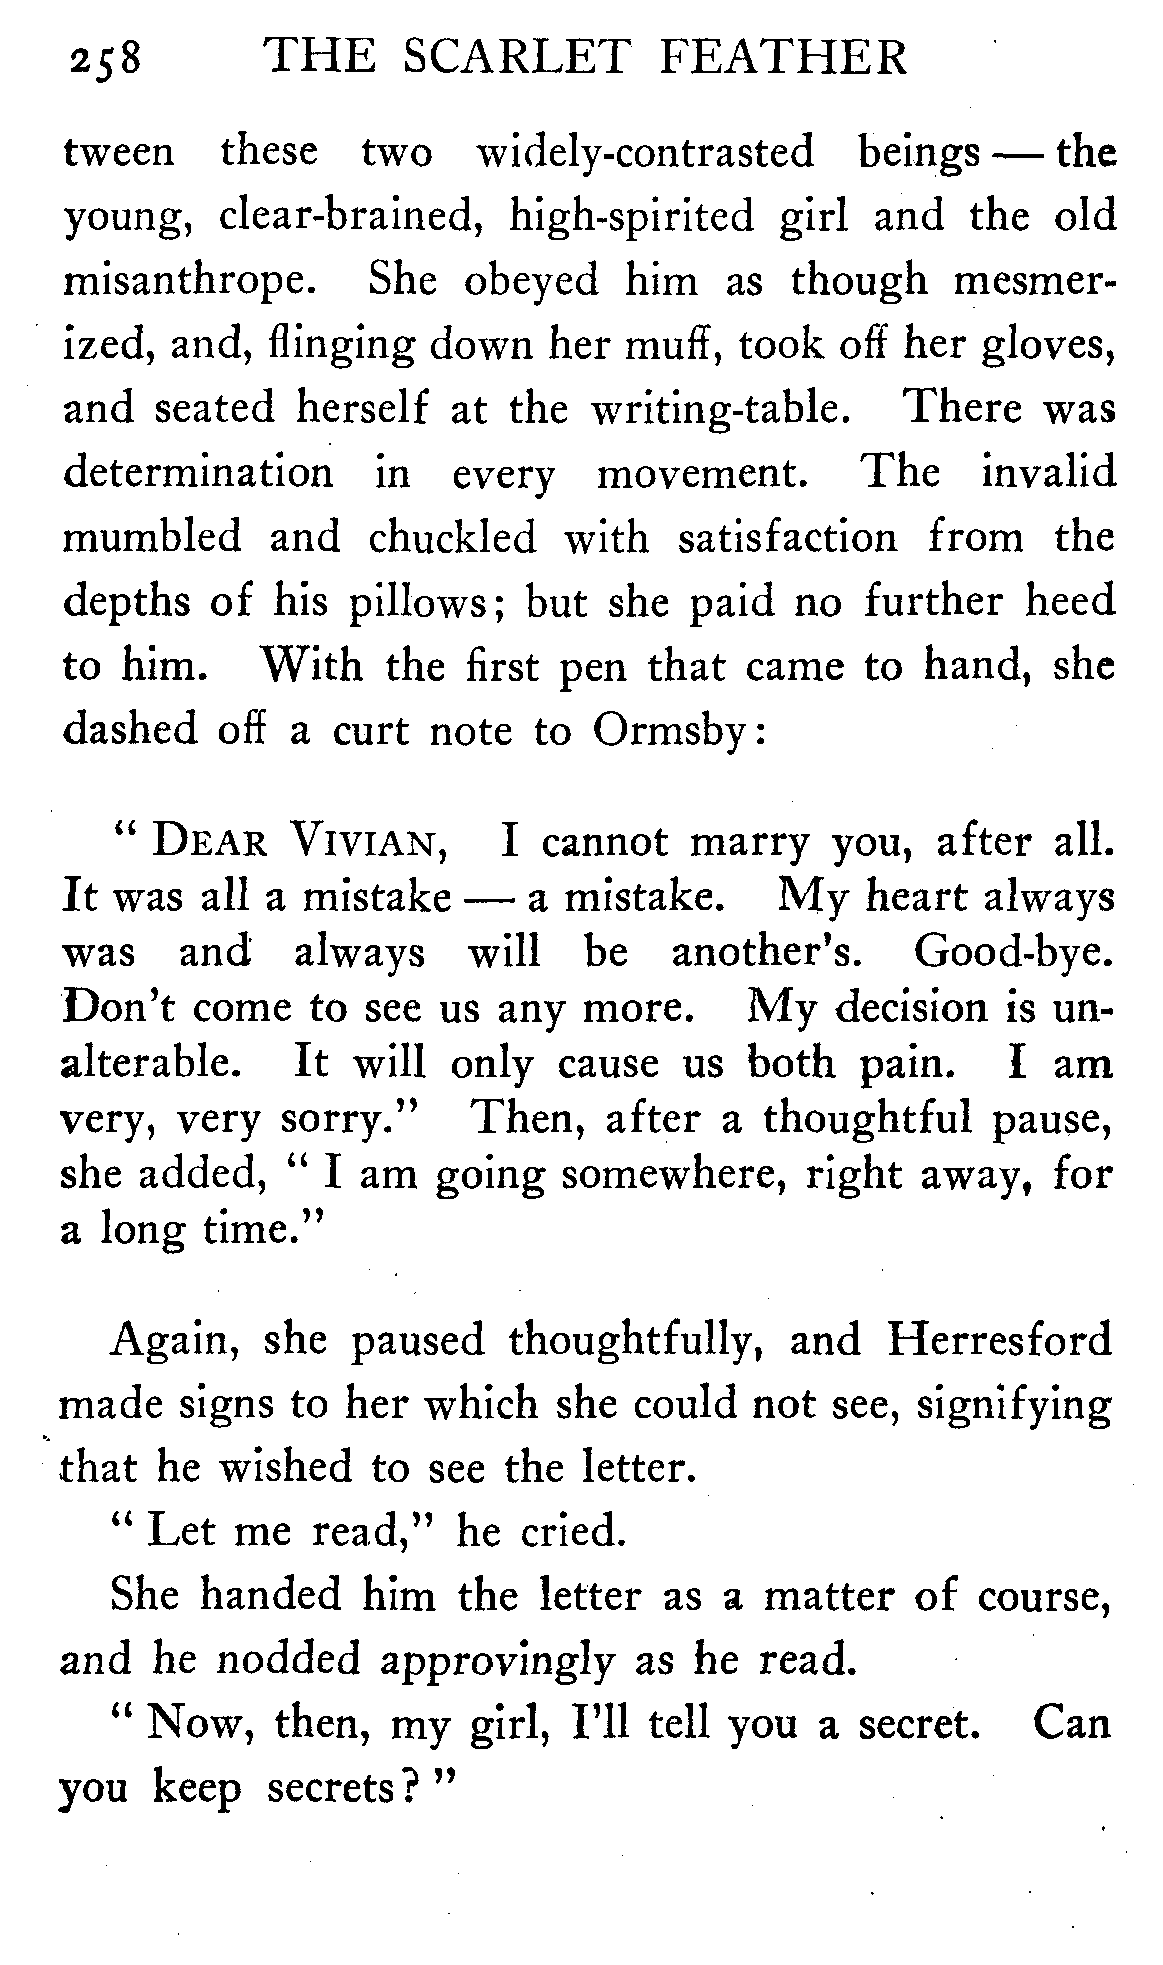 258 THE SCARLET FEATHER
tween these two widely-contrasted beings — the
young, clear-brained, high-spirited girl and the old
misanthrope. She obeyed him as though mesmer-
ized, and, flinging down her muff, took off her gloves,
and seated herself at the writing-table. There was
determination in every movement. The invalid
mumbled and chuckled with satisfaction from the
depths of his pillows; but she paid no further heed
to him. With the first pen that came to hand, she
dashed off a curt note to Ormsby:
“ DEAR VIVIAN, I cannot marry you, after all.
It was all a mistake — a mistake. My heart always
was and always will be another's. Good-bye.
Don't come to see us any more. My decision is un-
alterable. It will only cause us both pain. I am
very, very sorry.” Then, after a thoughtful pause,
she added, “ I am going somewhere, right away, for
a long time.”
Again, she paused thoughtfully, and Herresford
made signs to her which she could not see, signifying
that he wished to see the letter.
“ Let me read,” he cried.
She handed him the letter as a matter of course,
and he nodded approvingly as he read.
“ Now, then, my girl, I'll tell you a secret. Can
you keep secrets? ”